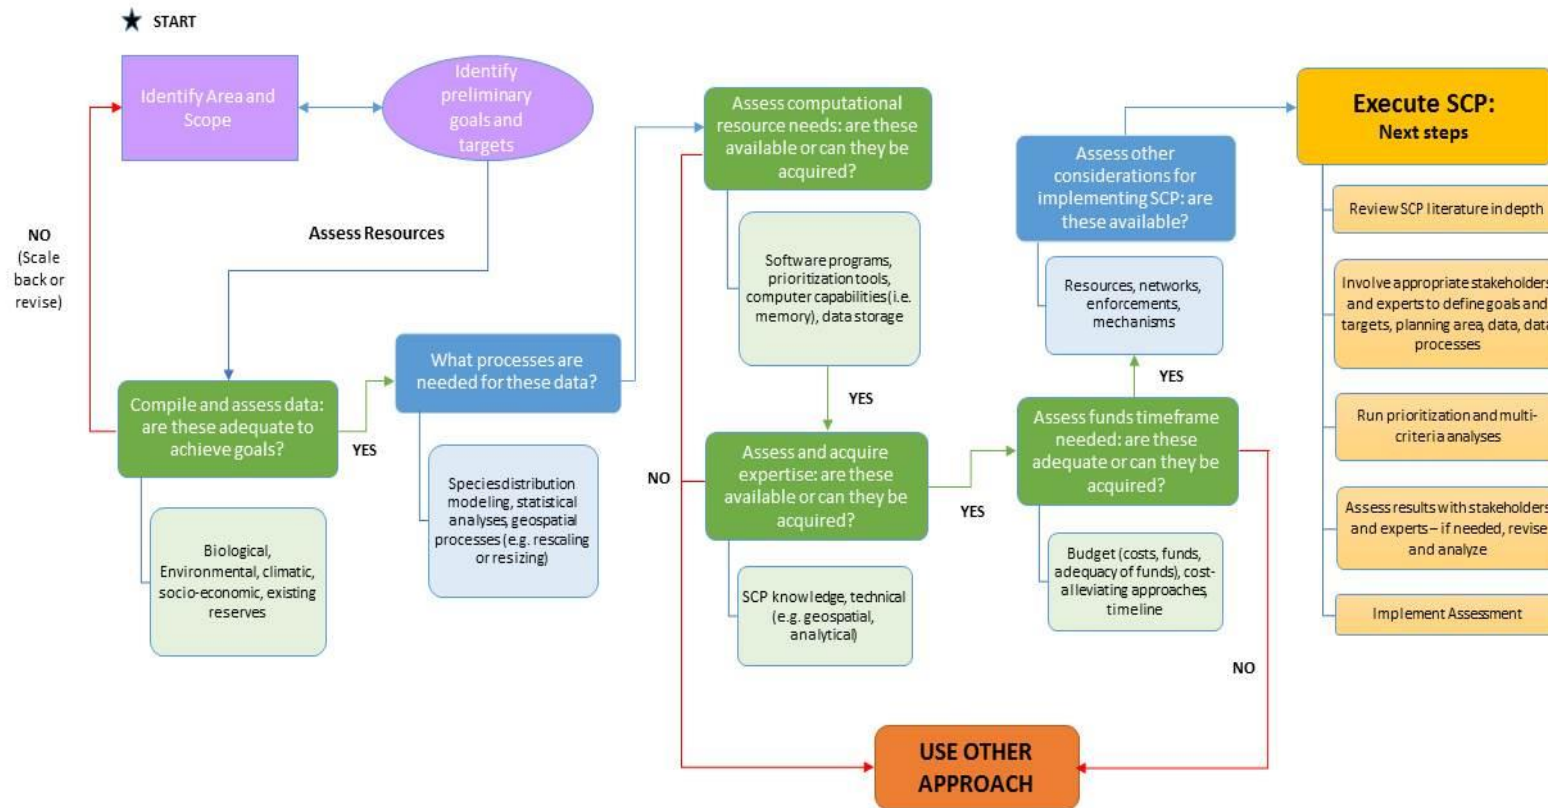 START
Identify Area and
Scope
Identify
preliminary
goals and
targets
NO
(Scale
back or
revise)
Assess Resources
Compile and assess data:
are these adequate to
achieve goals?
YES
Biological,
Environmental, climatic,
socio-economic, existing
reserves
What processes are
needed for these data?
Species distribution
modeling, statistical
analyses, geospatial
processes (e.g. rescaling
or resizing)
Assess computational
resource needs: are these
available or can they be
acquired?
Software programs,
prioritization tools,
computer capabilities (i.e.
memory), data storage
YES
NO
Assess and acquire
expertise: are these
available or can they be
acquired?
YES
SCP knowledge, technical
(e.g. geospatial,
analytical)
Assess other
considerations for
implementing SCP: are
these available?
Resources, networks,
enforcements,
mechanisms
YES
Assess funds timeframe
needed: are these
adequate or can they be
acquired?
Budget (costs, funds,
adequacy of funds), cost-
alleviating approaches,
timeline
NO
USE OTHER
APPROACH
Execute SCP:
Next steps
Review SCP literature in depth
Involve appropriate stakeholders
and experts to define goals and
targets, planning area, data, data
processes
Run prioritization and multi-
criteria analyses
Assess results with stakeholders
and experts – if needed, revise
and analyze
Implement Assessment